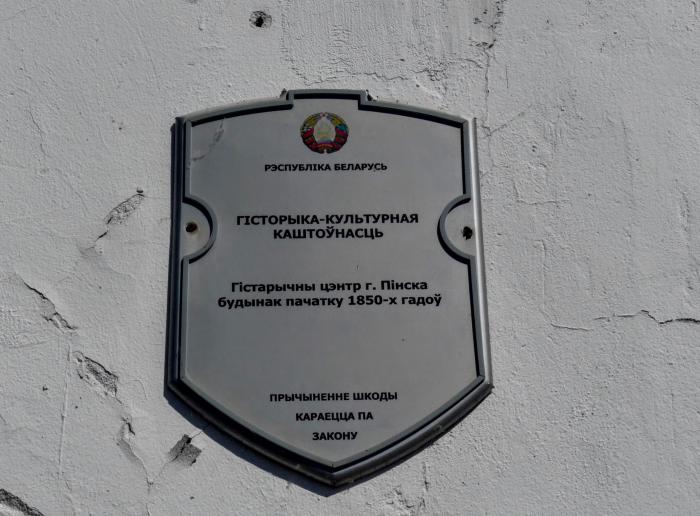 РЭСПУБЛІКА БЕЛАРУСЬ
ГІСТОРЫКА-КУЛЬТУРНАЯ
КАШТОЎНАСЦЬ
Гістарычны цэнтр г. Пінска
будынак пачатку 1850-х гадоў
ПРЫЧЫНЕННЕ ШКОДЫ
КАРАЕЦЦА ПА
ЗАКОНУ